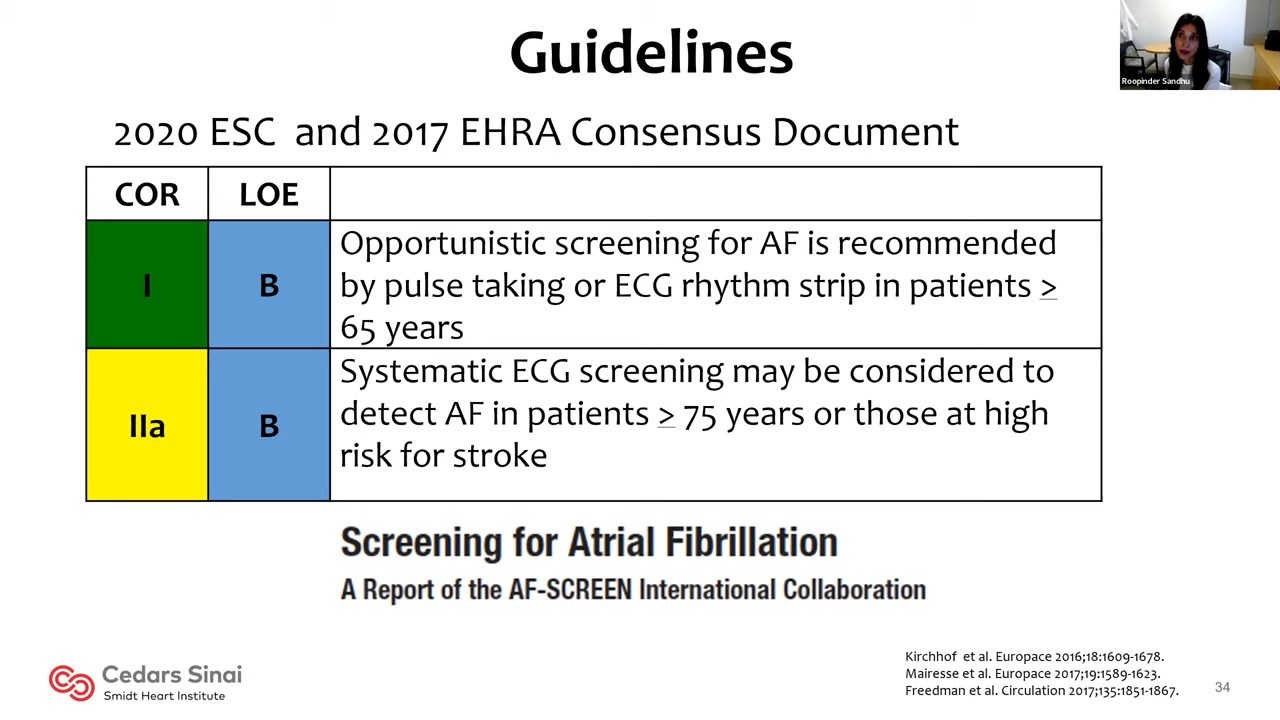 Guidelines
Roopinder Sandhu
2020 ESC and 2017 EHRA Consensus Document
COR LOE
I B Opportunistic screening for AF is recommended
by pulse taking or ECG rhythm strip in patients ≥
65 years
IIa B Systematic ECG screening may be considered to
detect AF in patients ≥ 75 years or those at high
risk for stroke
Screening for Atrial Fibrillation
A Report of the AF-SCREEN International Collaboration
Cedars Sinai
Smidt Heart Institute
Kirchhof et al. Europace 2016;18:1609-1678.
Mairesse et al. Europace 2017;19:1589-1623.
Freedman et al. Circulation 2017;135:1851-1867.
34